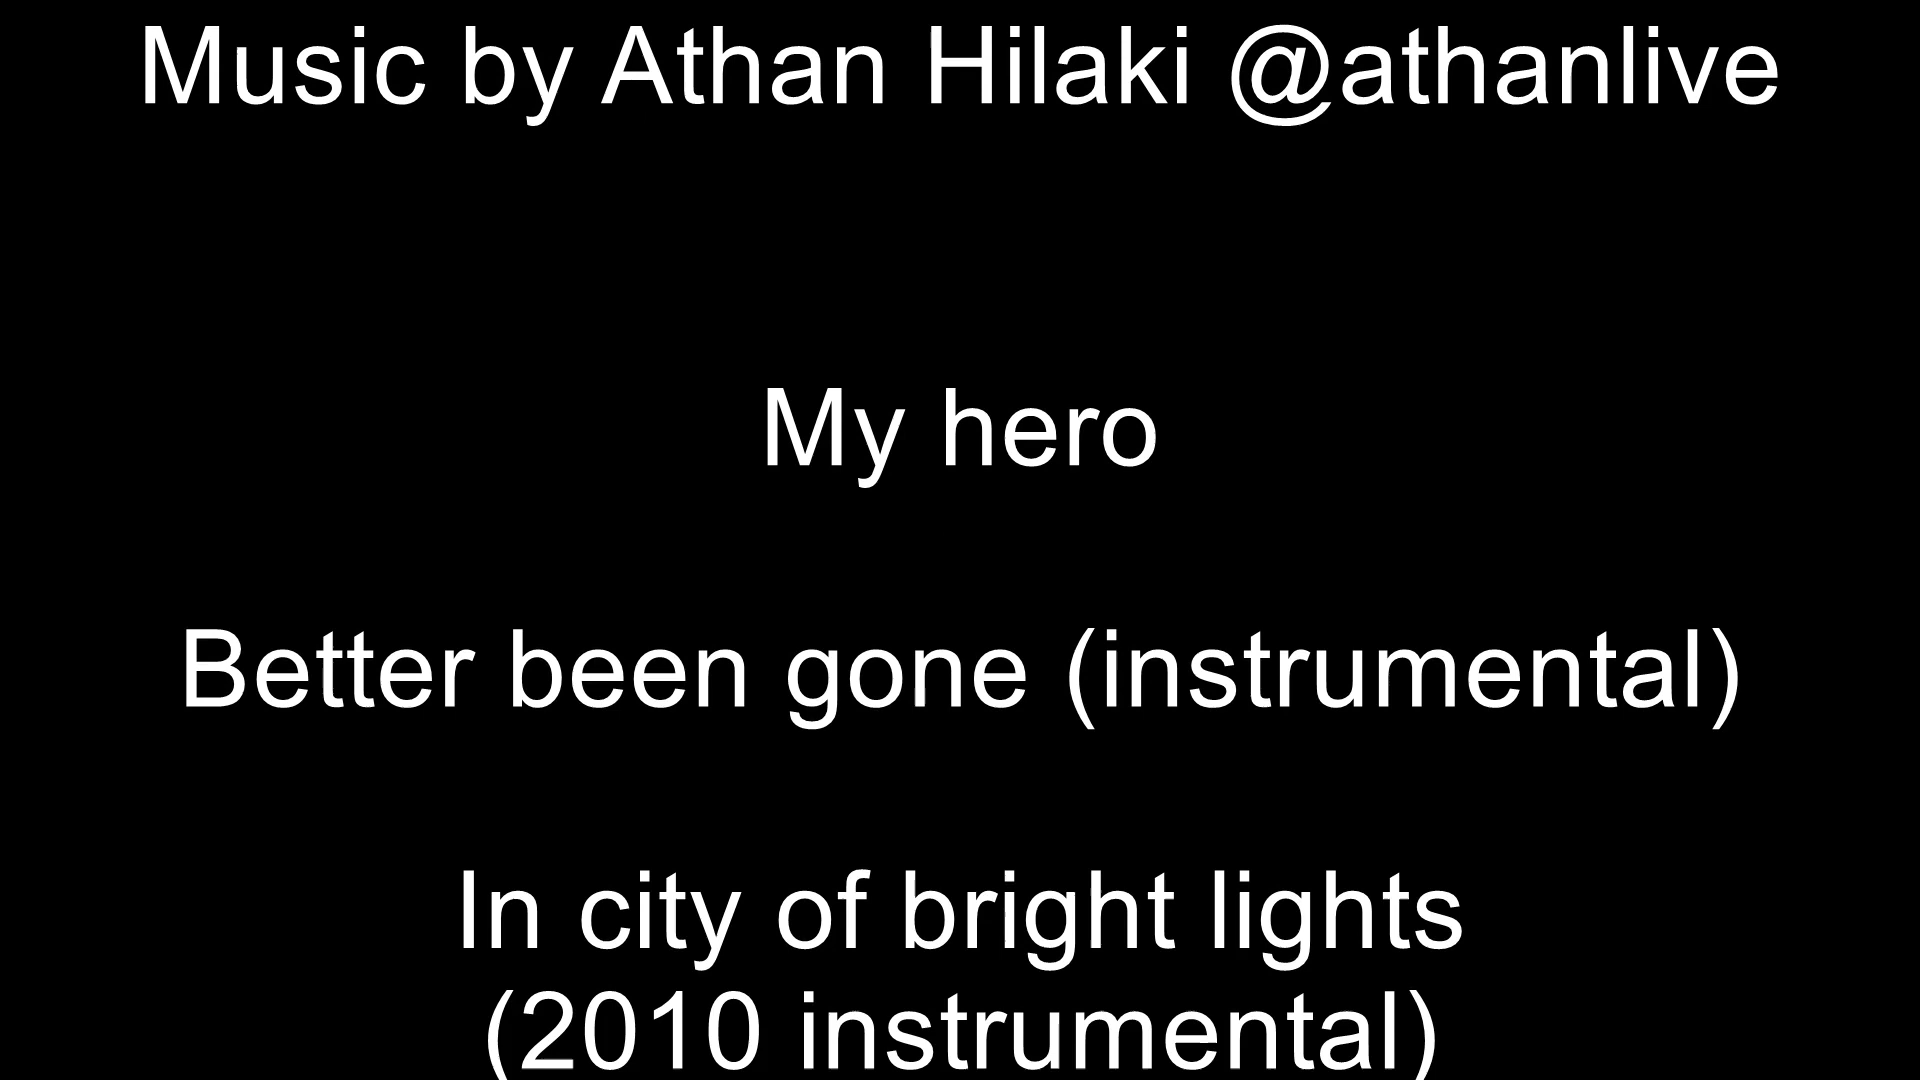 Music by Athan Hilaki @athanlive
My hero
Better been gone (instrumental)
In city of bright lights
(2010 instrumental)